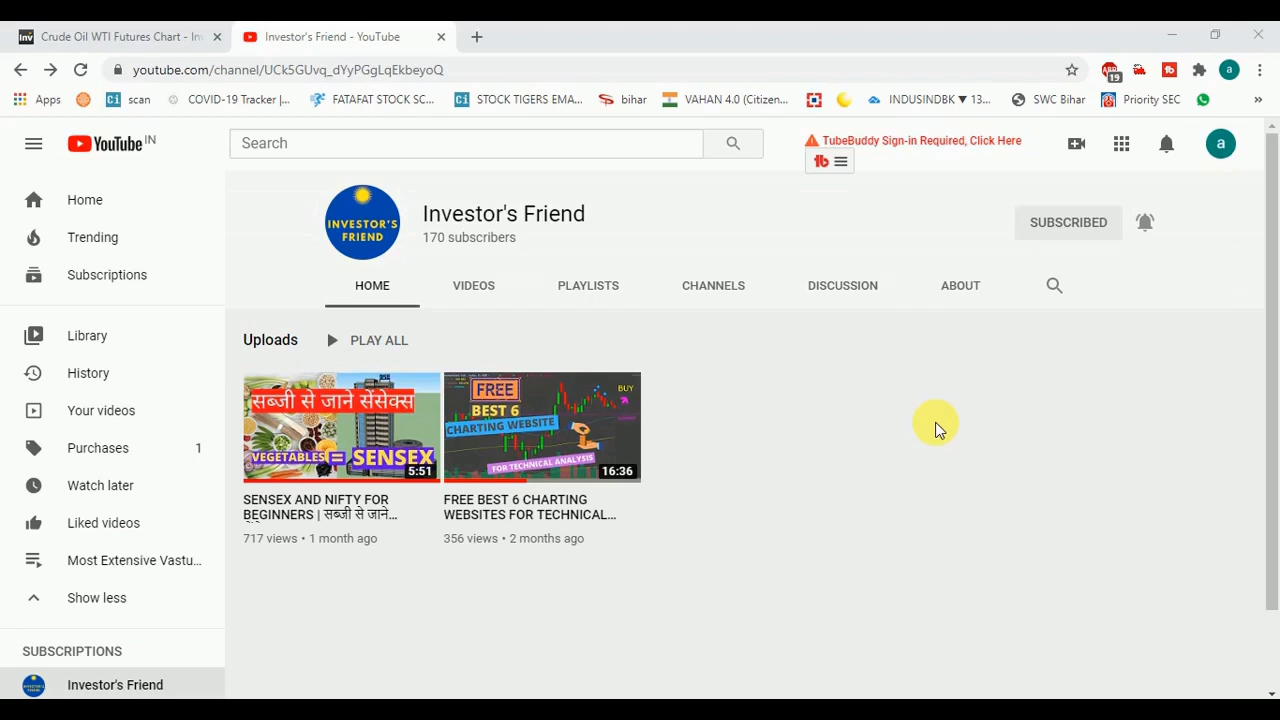 Crude Oil WTI Futures Chart - Inv
Investor's Friend - YouTube
youtube.com/channel/UCk5GUvq_dYyPGgLqEkbeyoQ
19
a
Apps
Ci scan
COVID-19 Tracker |...
FATAFAT STOCK SC...
Ci STOCK TIGERS EMA...
bihar
VAHAN 4.0 (Citizen...
INDUSINDBK ▼ 13...
SWC Bihar
Priority SEC
»
YouTube IN
Search
TubeBuddy Sign-in Required, Click Here
tb
a
Home
Trending
Subscriptions
Library
History
Your videos
Purchases 1
Watch later
Liked videos
Most Extensive Vastu...
Show less
SUBSCRIPTIONS
Investor's Friend
INVESTOR'S
FRIEND
Investor's Friend
170 subscribers
SUBSCRIBED
HOME
VIDEOS
PLAYLISTS
CHANNELS
DISCUSSION
ABOUT
Uploads
PLAY ALL
BSE
सब्जी से जाने सेंसेक्स
VEGETABLES = SENSEX
5:51
SENSEX AND NIFTY FOR
BEGINNERS | सब्जी से जाने...
717 views • 1 month ago
FREE
BEST 6
CHARTING WEBSITE
BUY
FOR TECHNICAL ANALYSIS
16:36
FREE BEST 6 CHARTING
WEBSITES FOR TECHNICAL...
356 views • 2 months ago